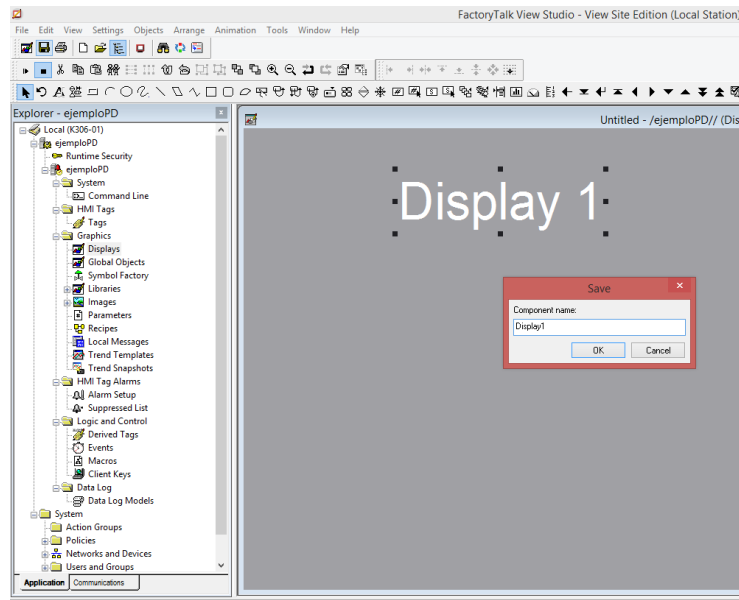 FactoryTalk View Studio - View Site Edition (Local Station)
File Edit View Settings Objects Arrange Animation Tools Window Help
Explorer - ejemploPD
Local (K306-01)
ejemploPD
Runtime Security
ejemploPD
System
Command Line
HMI Tags
Tags
Graphics
Displays
Global Objects
Symbol Factory
Libraries
Images
Parameters
Recipes
Local Messages
Trend Templates
Trend Snapshots
HMI Tag Alarms
Alarm Setup
Suppressed List
Logic and Control
Derived Tags
Events
Macros
Client Keys
Data Log
Data Log Models
System
Action Groups
Policies
Networks and Devices
Users and Groups
Application Communications
Untitled - /ejemploPD// (Dis
Display 1
Save
Component name:
Display1
OK Cancel